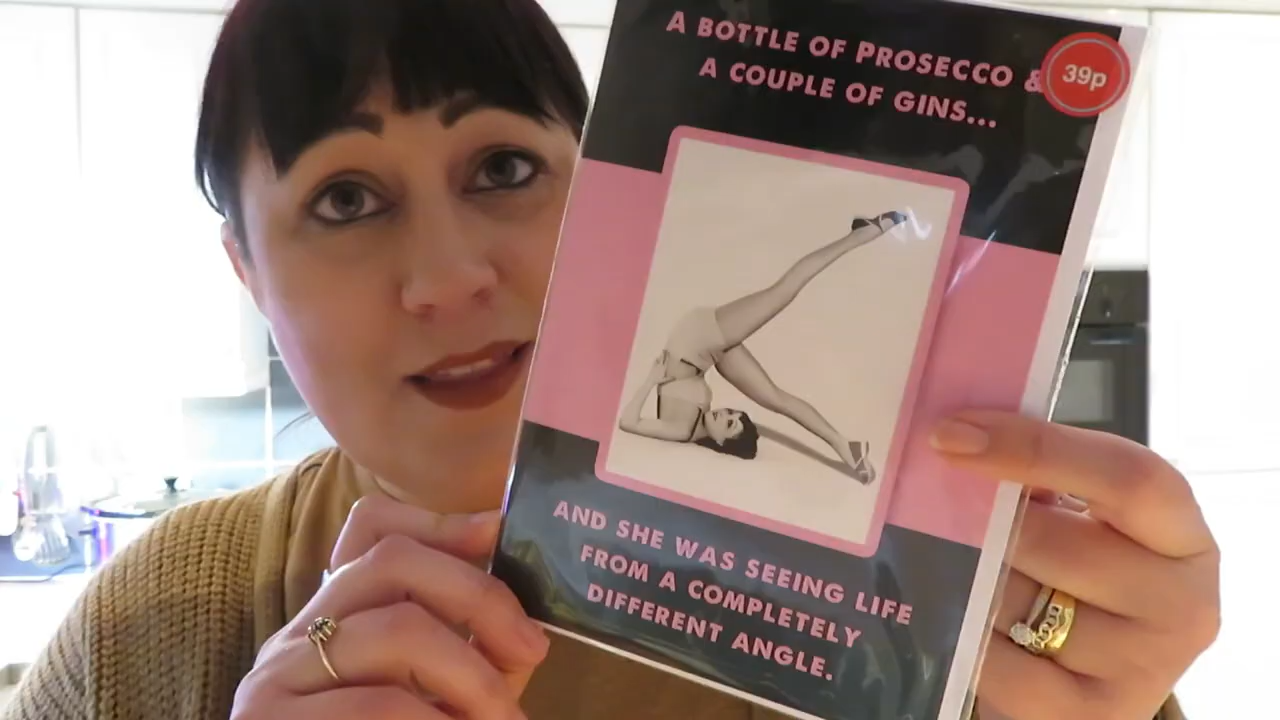 A BOTTLE OF PROSECCO &
39p
A COUPLE OF GINS...
AND SHE WAS SEEING LIFE
FROM A COMPLETELY
DIFFERENT ANGLE.